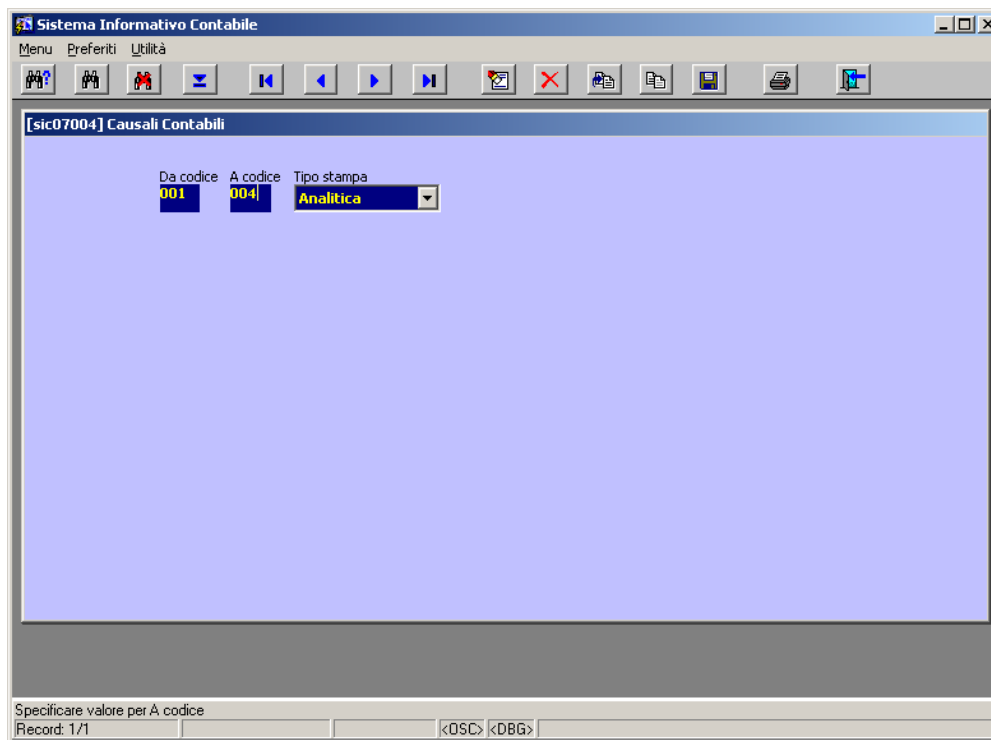 Sistema Informativo Contabile
Menu Preferiti Utilità
[sic07004] Causali Contabili
Da codice A codice Tipo stampa
001 004 Analitica
Specificare valore per A codice
Record: 1/1 <OSC> <DBG>